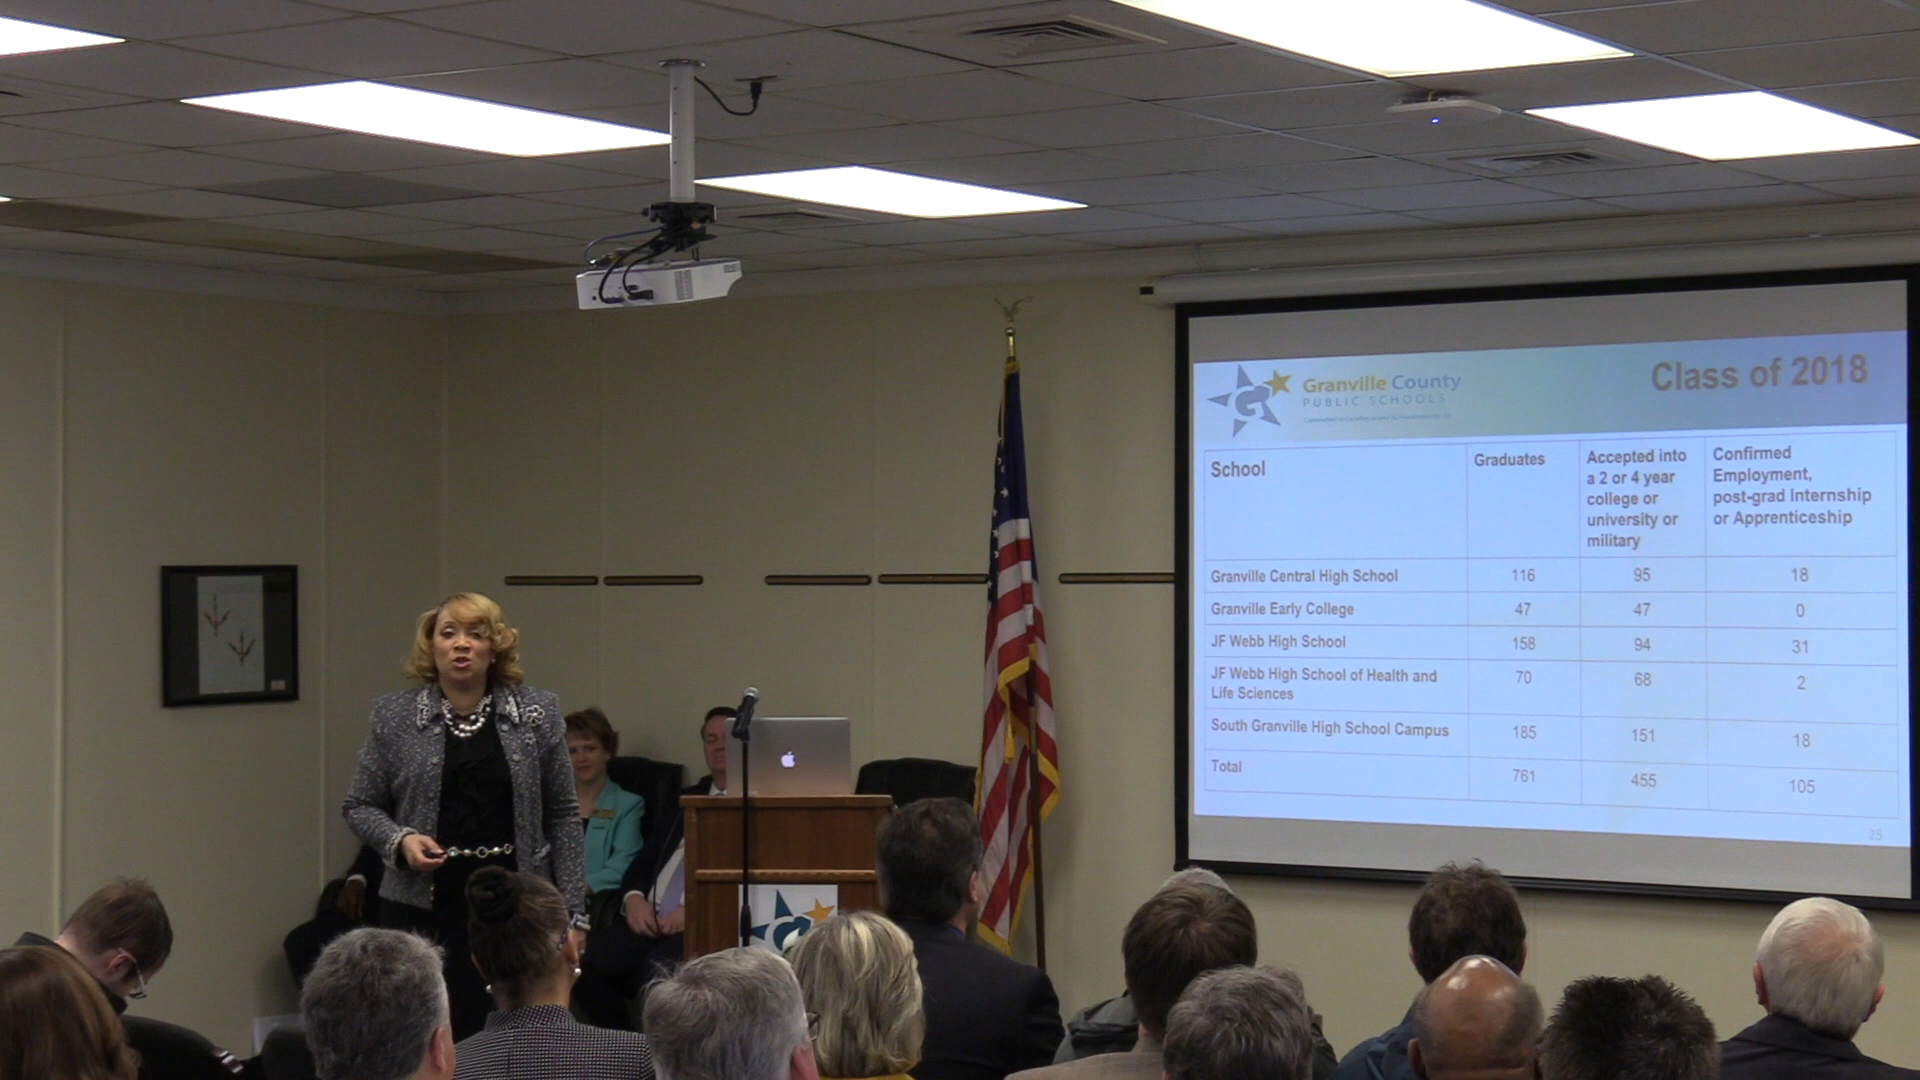 Granville County
PUBLIC SCHOOLS
Class of 2018
School
Graduates
Accepted into
a 2 or 4 year
college or
university or
military
Confirmed
Employment,
post-grad Internship
or Apprenticeship
Granville Central High School 116 95 18
Granville Early College 47 47 0
JF Webb High School 158 94 31
JF Webb High School of Health and
Life Sciences 70 68 2
South Granville High School Campus 185 151 18
Total 761 455 105
25